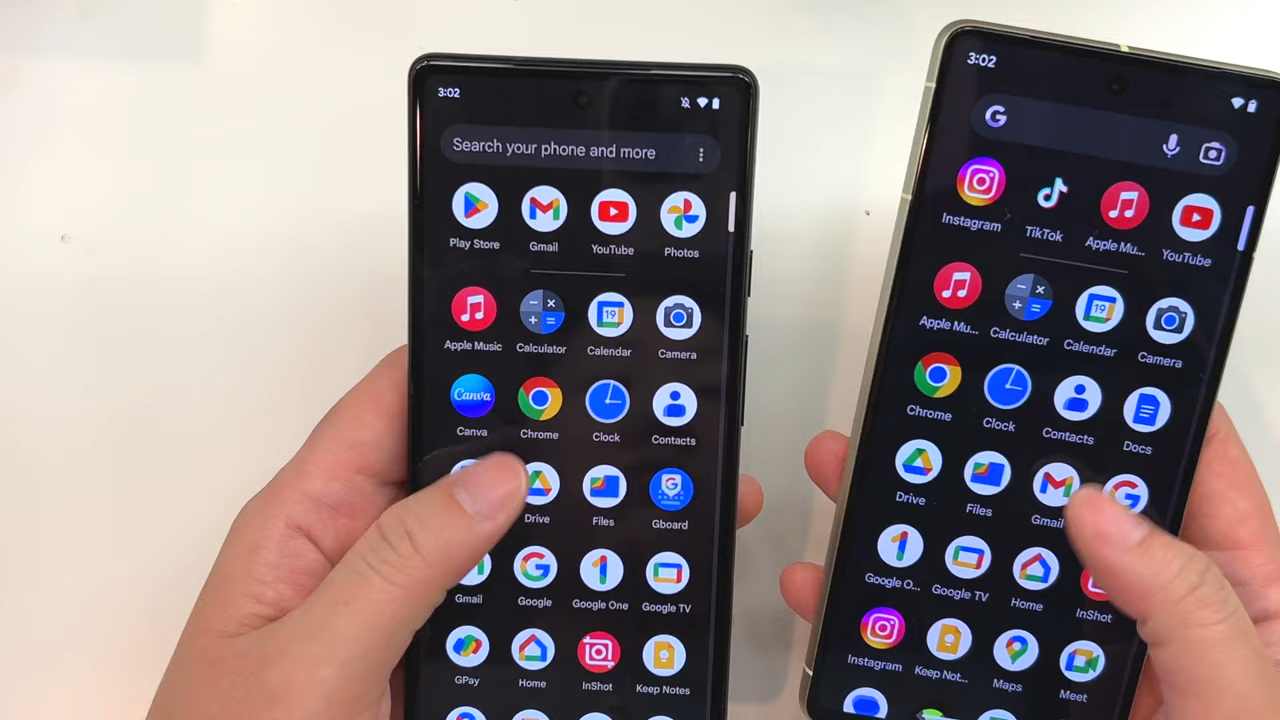 3:02
Search your phone and more
Play Store Gmail YouTube Photos
Apple Music Calculator Calendar Camera
19
Canva
Canva Chrome Clock Contacts
Drive Files Gboard
Gmail Google Google One Google TV
GPay Home InShot Keep Notes
3:02
Instagram TikTok Apple Mu... YouTube
Apple Mu... Calculator Calendar Camera
19
Chrome Clock Contacts Docs
Drive Files Gmail
Google O... Google TV Home InShot
Instagram Keep Not... Maps Meet